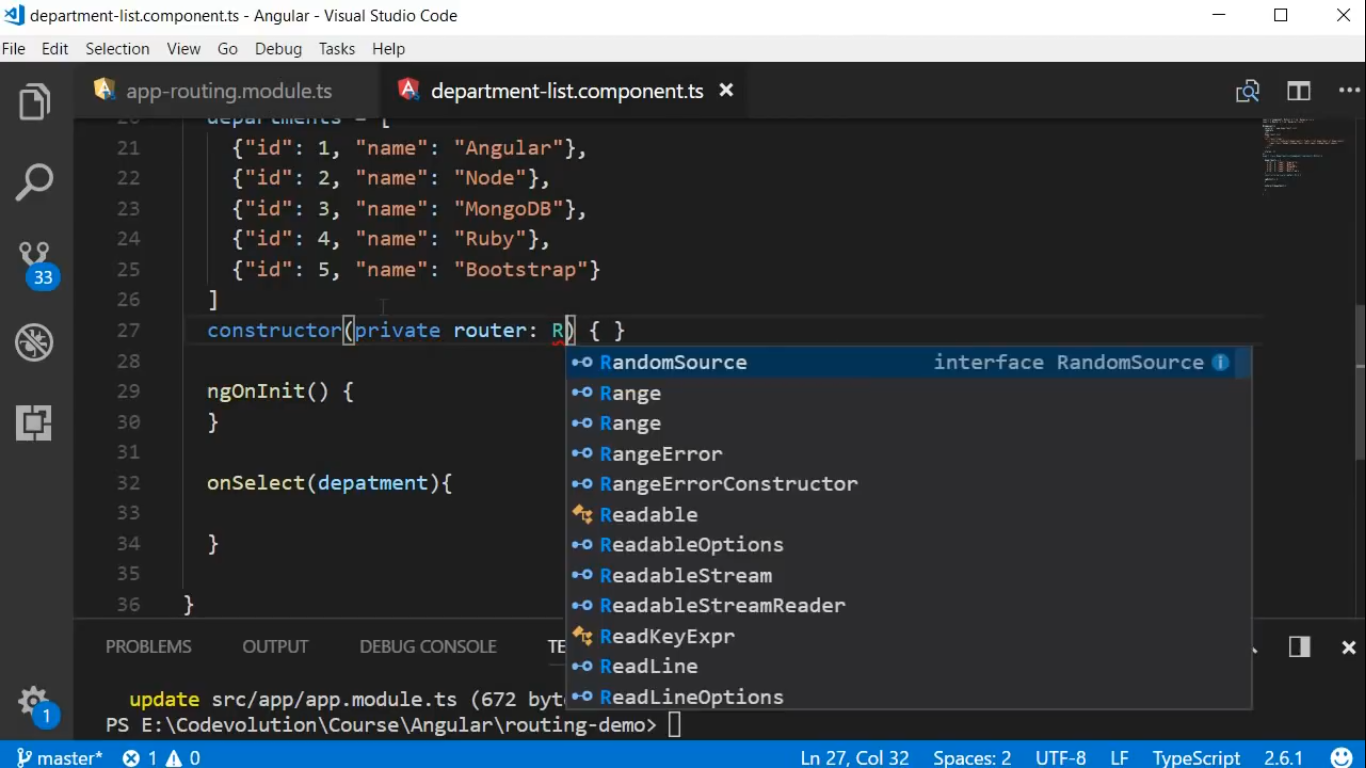 department-list.component.ts - Angular - Visual Studio Code
File Edit Selection View Go Debug Tasks Help
app-routing.module.ts department-list.component.ts
20 departments = [
21 {"id": 1, "name": "Angular"},
22 {"id": 2, "name": "Node"},
23 {"id": 3, "name": "MongoDB"},
24 {"id": 4, "name": "Ruby"},
25 {"id": 5, "name": "Bootstrap"}
26 ]
27 constructor(private router: R) { }
28 RandomSource interface RandomSource
29 ngOnInit() { Range
30 } Range
31 RangeError
32 onSelect(depatment){ RangeErrorConstructor
33 Readable
34 } ReadableOptions
35 ReadableStream
36 } ReadableStreamReader
PROBLEMS OUTPUT DEBUG CONSOLE TE ReadKeyExpr
ReadLine
update src/app/app.module.ts (672 byt ReadLineOptions
PS E:\Codevolution\Course\Angular\routing-demo>
33
1
master* 1 0 Ln 27, Col 32 Spaces: 2 UTF-8 LF TypeScript 2.6.1